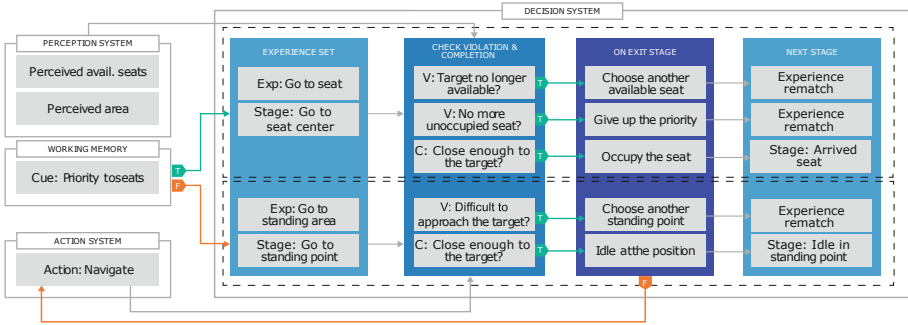 DECISION SYSTEM
PERCEPTION SYSTEM
Perceived avail. seats
Perceived area
WORKING MEMORY
Cue: Priority toseats
T
F
ACTION SYSTEM
Action: Navigate
EXPERIENCE SET
Exp: Go to seat
Stage: Go to
seat center
Exp: Go to
standing area
Stage: Go to
standing point
CHECK VIOLATION &
COMPLETION
V: Target no longer
available?
T
V: No more
unoccupied seat?
T
C: Close enough to
the target?
T
V: Difficult to
approach the target?
T
C: Close enough to
the target?
T
ON EXIT STAGE
Choose another
available seat
Give up the priority
Occupy the seat
Choose another
standing point
Idle atthe position
F
NEXT STAGE
Experience
rematch
Experience
rematch
Stage: Arrived
seat
Experience
rematch
Stage: Idle in
standing point